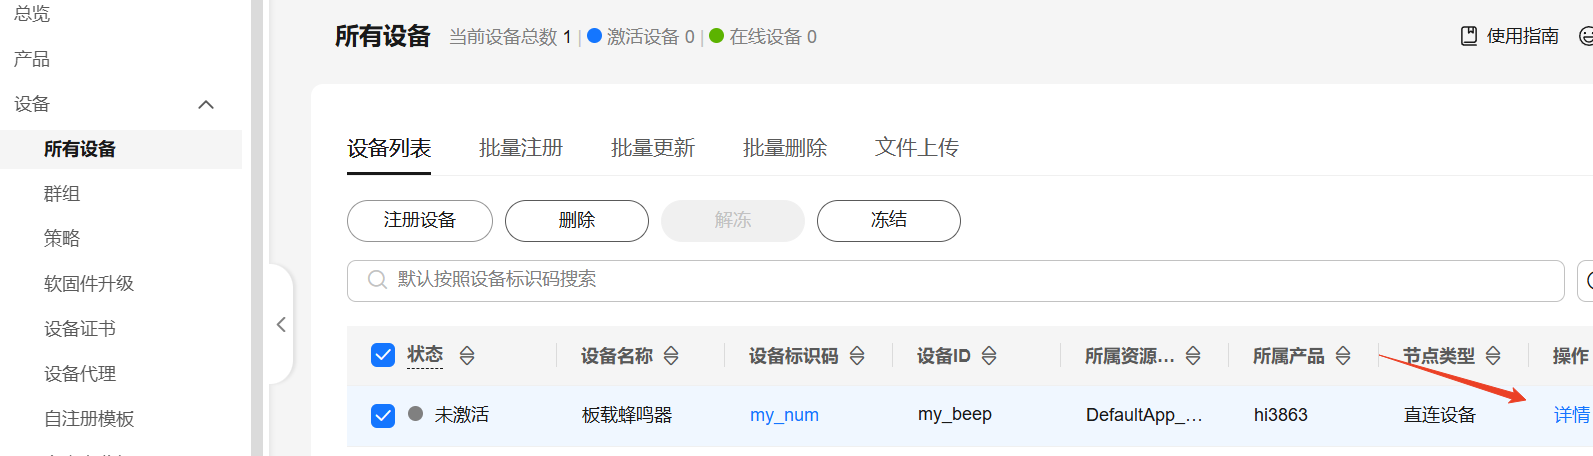 总览
产品
设备
所有设备
群组
策略
软固件升级
设备证书
设备代理
自注册模板
所有设备 当前设备总数 1 | 激活设备 0 | 在线设备 0
使用指南
设备列表 批量注册 批量更新 批量删除 文件上传
注册设备 删除 解冻 冻结
默认按照设备标识码搜索
状态 设备名称 设备标识码 设备ID 所属资源... 所属产品 节点类型 操作
未激活 板载蜂鸣器 my_num my_beep DefaultApp_... hi3863 直连设备 详情